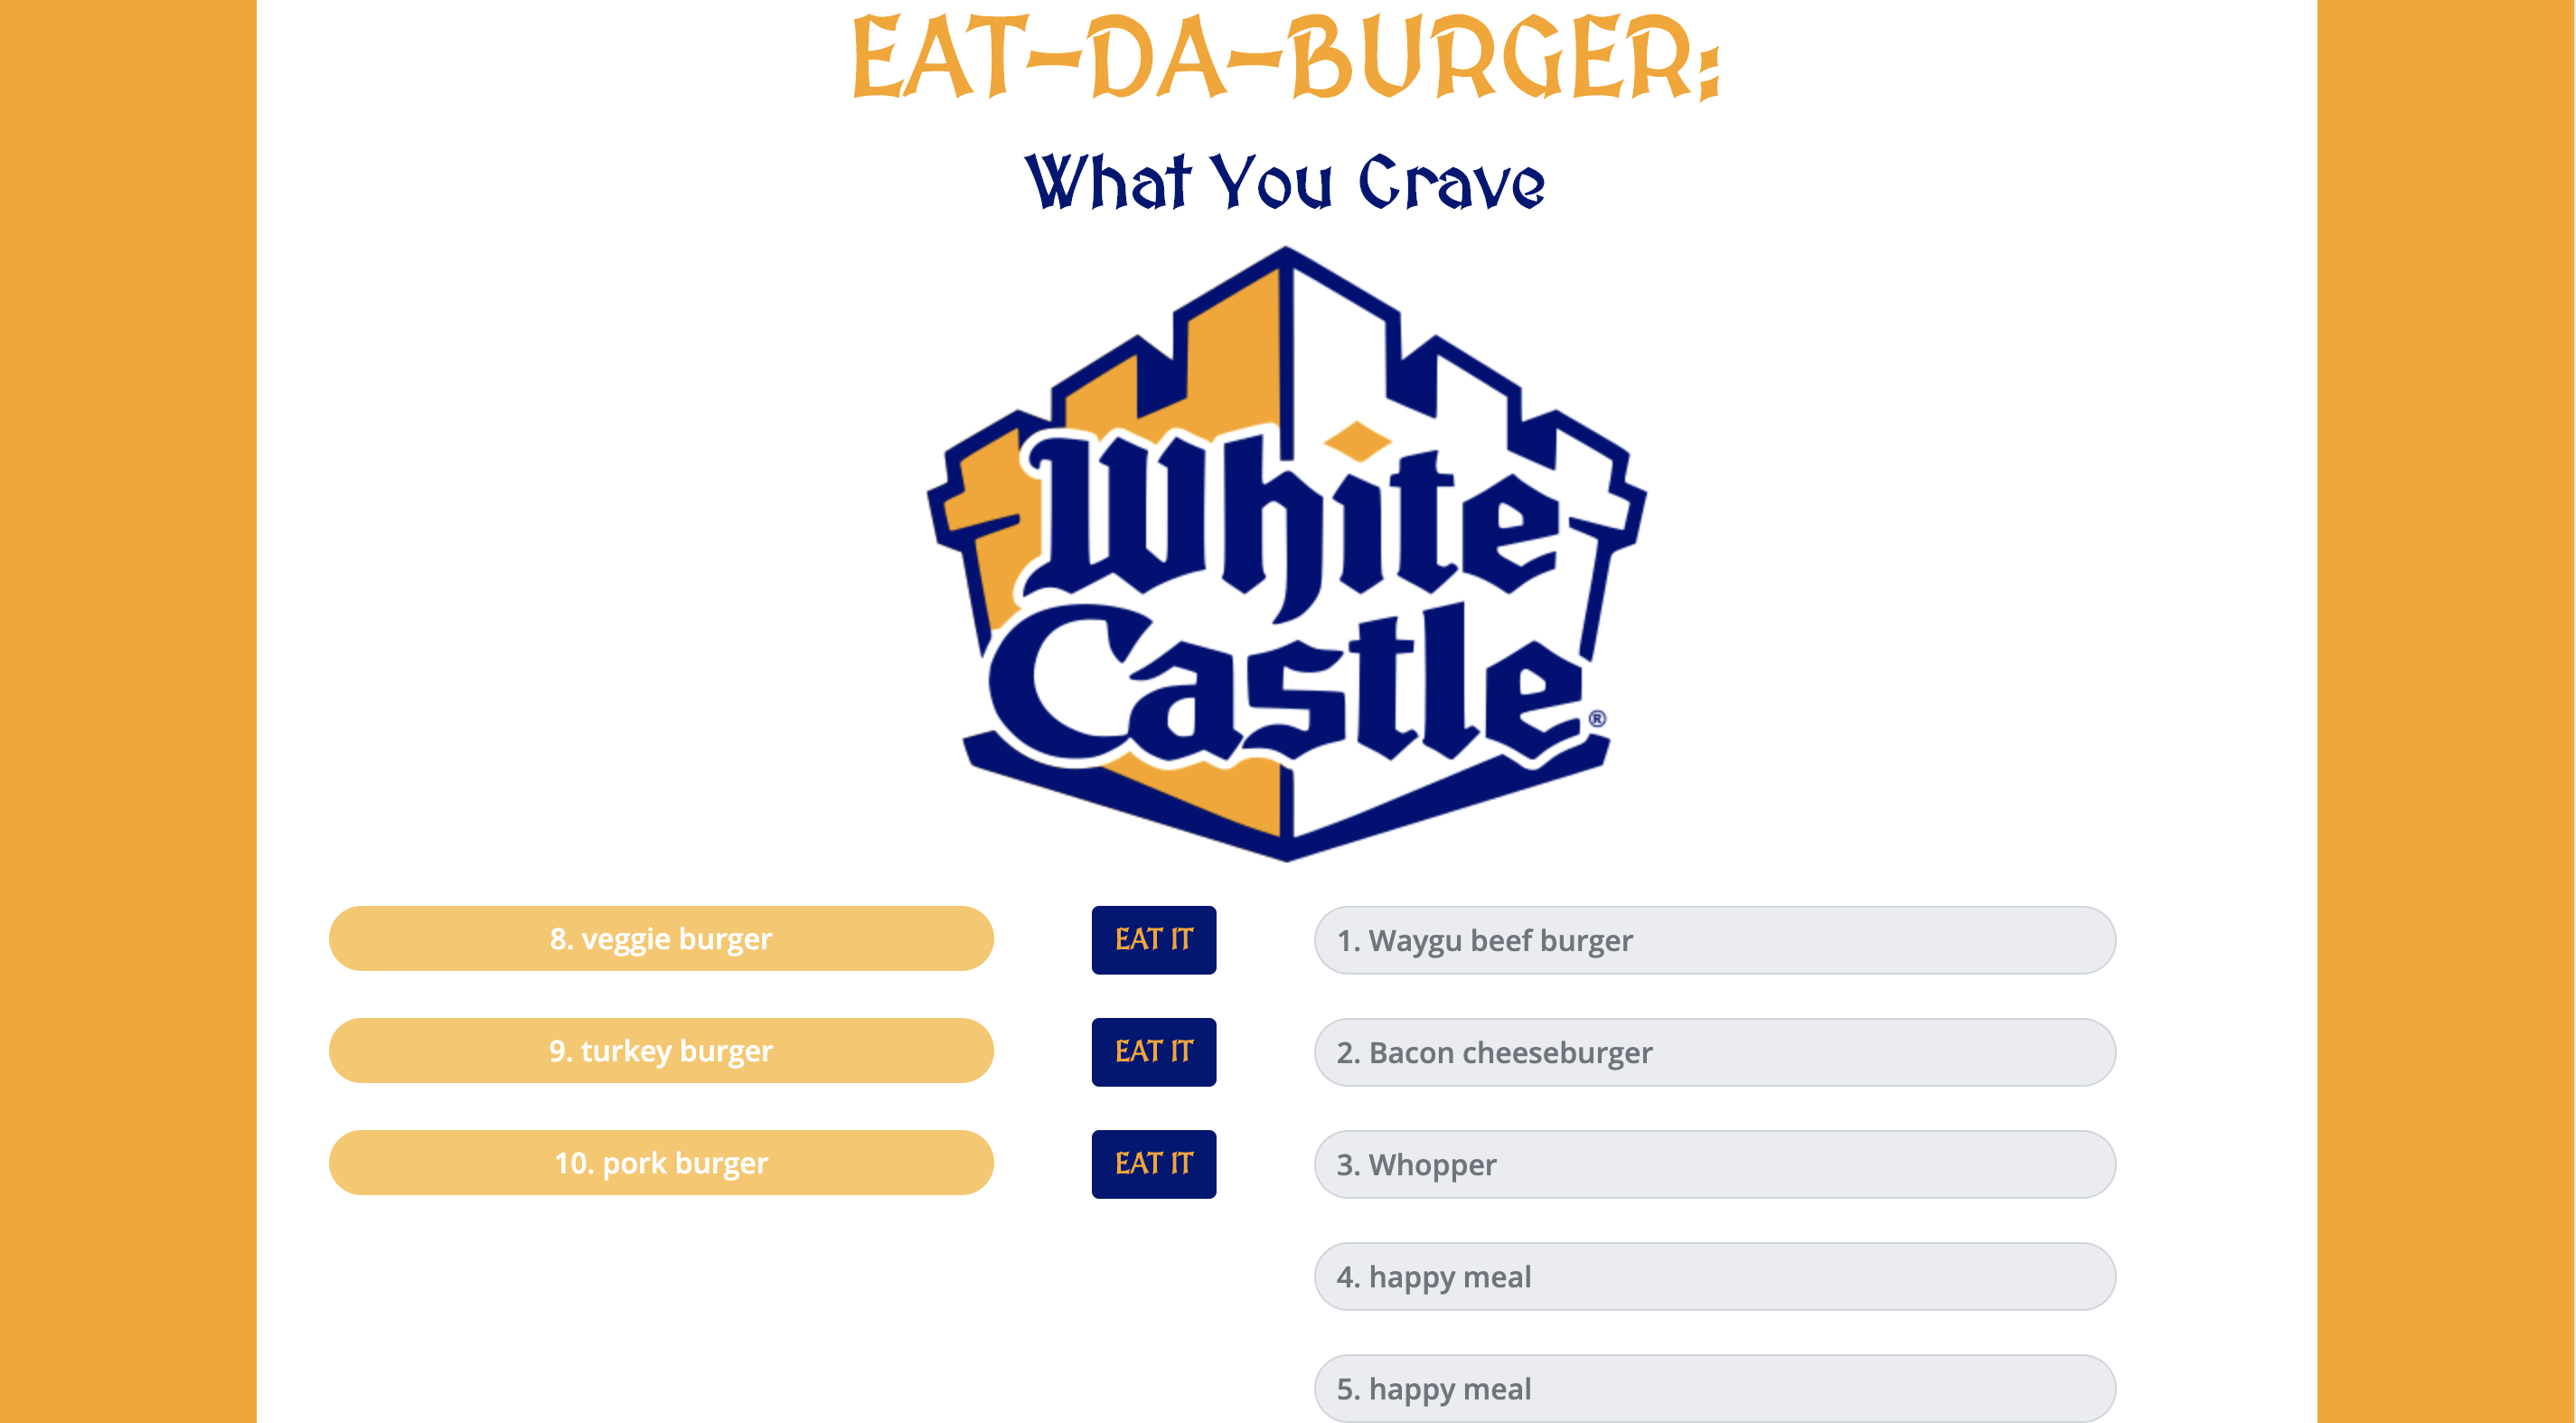 EAT-DA-BURGER:
What You Crave
White
Castle®
8. veggie burger
EAT IT
1. Waygu beef burger
9. turkey burger
EAT IT
2. Bacon cheeseburger
10. pork burger
EAT IT
3. Whopper
4. happy meal
5. happy meal